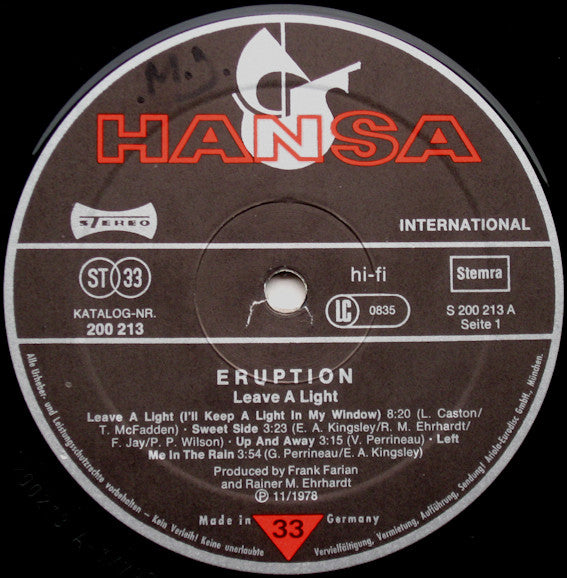 M.J.
HANSA
STEREO
INTERNATIONAL
ST 33
hi-fi
Stemra
KATALOG-NR.
200 213
LC 0835
S 200 213 A
Seite 1
ERUPTION
Leave A Light
Leave A Light (I'll Keep A Light In My Window) 8:20 (L. Caston/
T. McFadden) · Sweet Side 3:23 (E. A. Kingsley/R. M. Ehrhardt/
F. Jay/P. P. Wilson) · Up And Away 3:15 (V. Perrineau) · Left
Me In The Rain 3:54 (G. Perrineau/E. A. Kingsley)
Produced by Frank Farian
and Rainer M. Ehrhardt
Ⓟ 11/1978
Made in Germany
33
Alle Urheber- und Leistungsschutzrechte vorbehalten – Kein Verleih! Keine unerlaubte Vervielfältigung, Vermietung, Aufführung, Sendung! Ariola-Eurodisc GmbH, München.